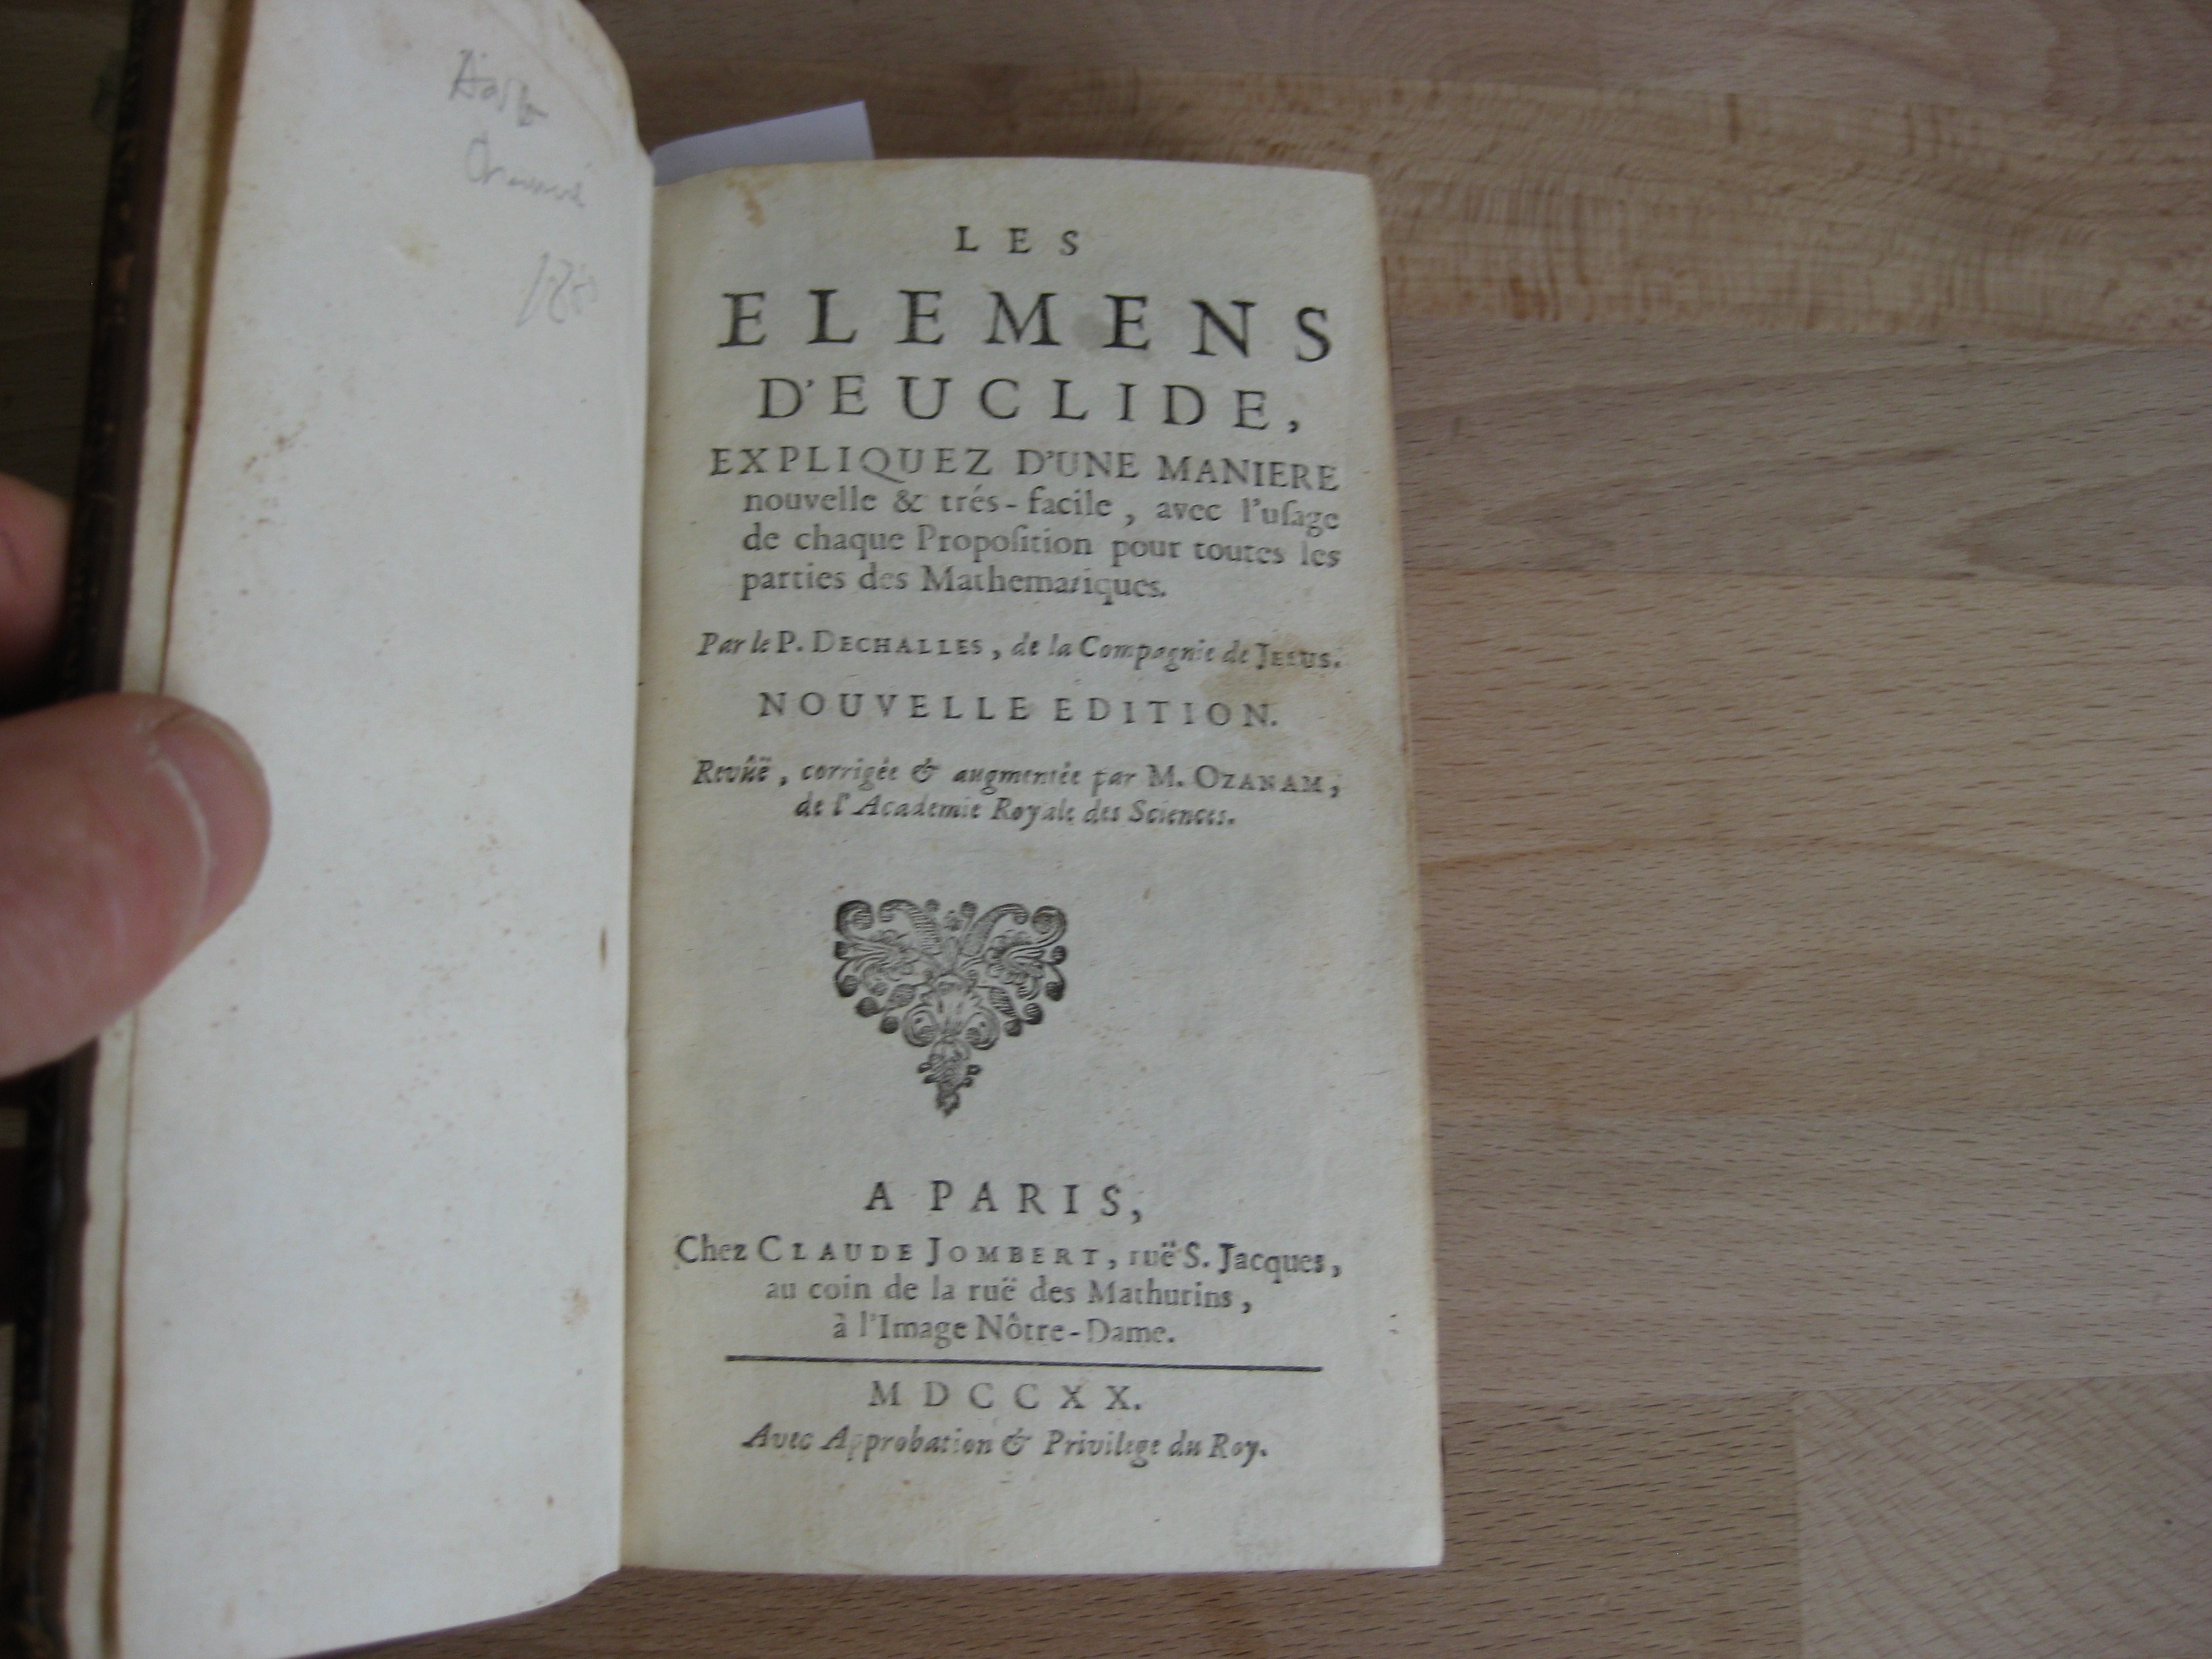 LES
ELEMENS
D'EUCLIDE,
EXPLIQUEZ D'UNE MANIERE
nouvelle & trés-facile, avec l'uſage
de chaque Propoſition pour toutes les
parties des Mathematiques.
Par le P. DECHALLES, de la Compagnie de JESUS.
NOUVELLE EDITION.
Revûë, corrigée & augmentée par M. OZANAM,
de l'Academie Royale des Sciences.
A PARIS,
Chez CLAUDE JOMBERT, ruë S. Jacques,
au coin de la ruë des Mathurins,
à l'Image Nôtre-Dame.
MDCCXX.
Avec Approbation & Privilege du Roy.